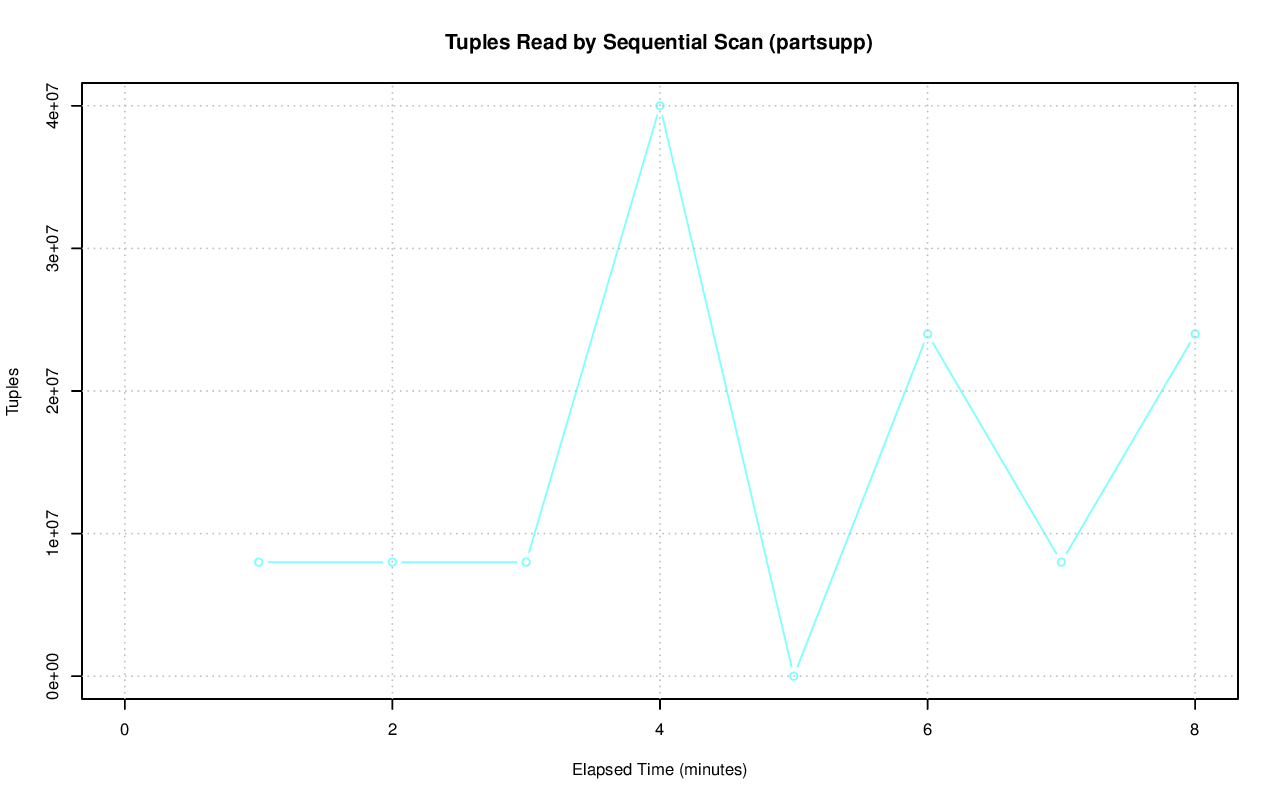 Tuples Read by Sequential Scan (partsupp)
4e+07
3e+07
2e+07
1e+07
0e+00
Tuples
0 2 4 6 8
Elapsed Time (minutes)